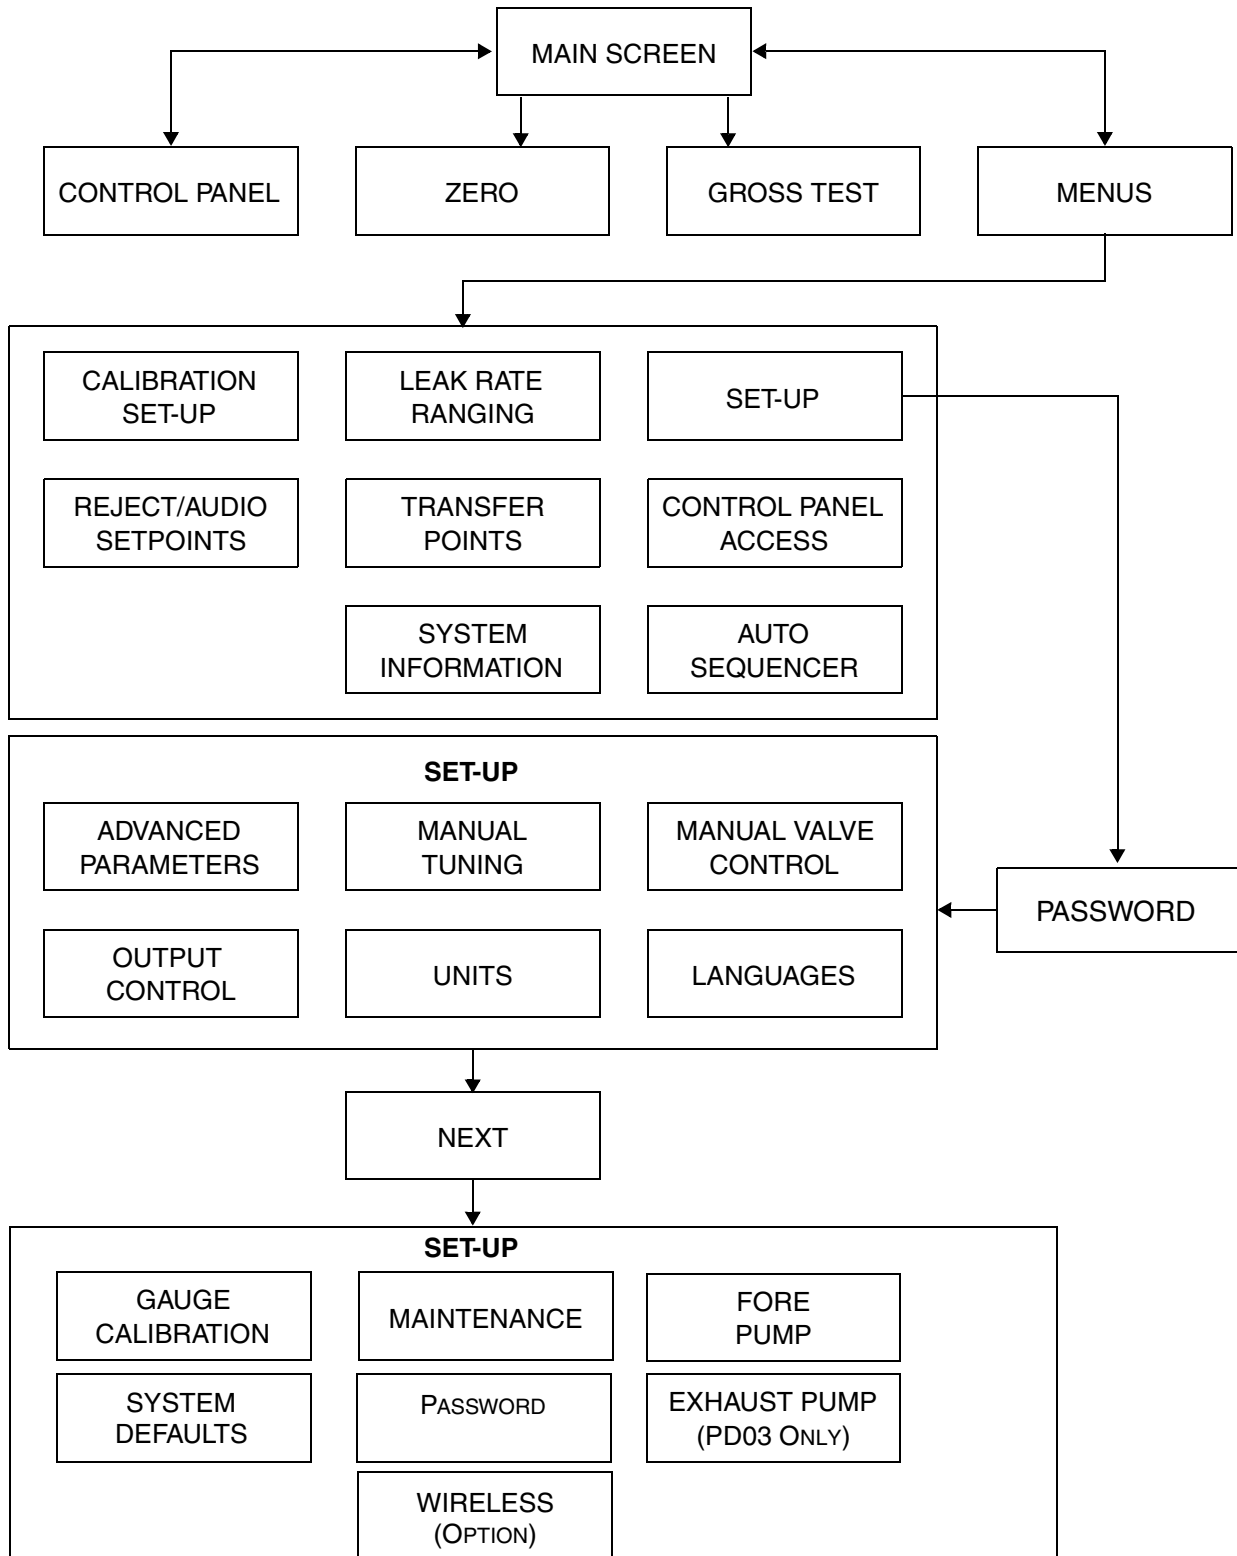 MAIN SCREEN
CONTROL PANEL
ZERO
GROSS TEST
MENUS
CALIBRATION
SET-UP
LEAK RATE
RANGING
SET-UP
REJECT/AUDIO
SETPOINTS
TRANSFER
POINTS
CONTROL PANEL
ACCESS
SYSTEM
INFORMATION
AUTO
SEQUENCER
SET-UP
ADVANCED
PARAMETERS
MANUAL
TUNING
MANUAL VALVE
CONTROL
PASSWORD
OUTPUT
CONTROL
UNITS
LANGUAGES
NEXT
SET-UP
GAUGE
CALIBRATION
MAINTENANCE
FORE
PUMP
SYSTEM
DEFAULTS
PASSWORD
EXHAUST PUMP
(PD03 ONLY)
WIRELESS
(OPTION)